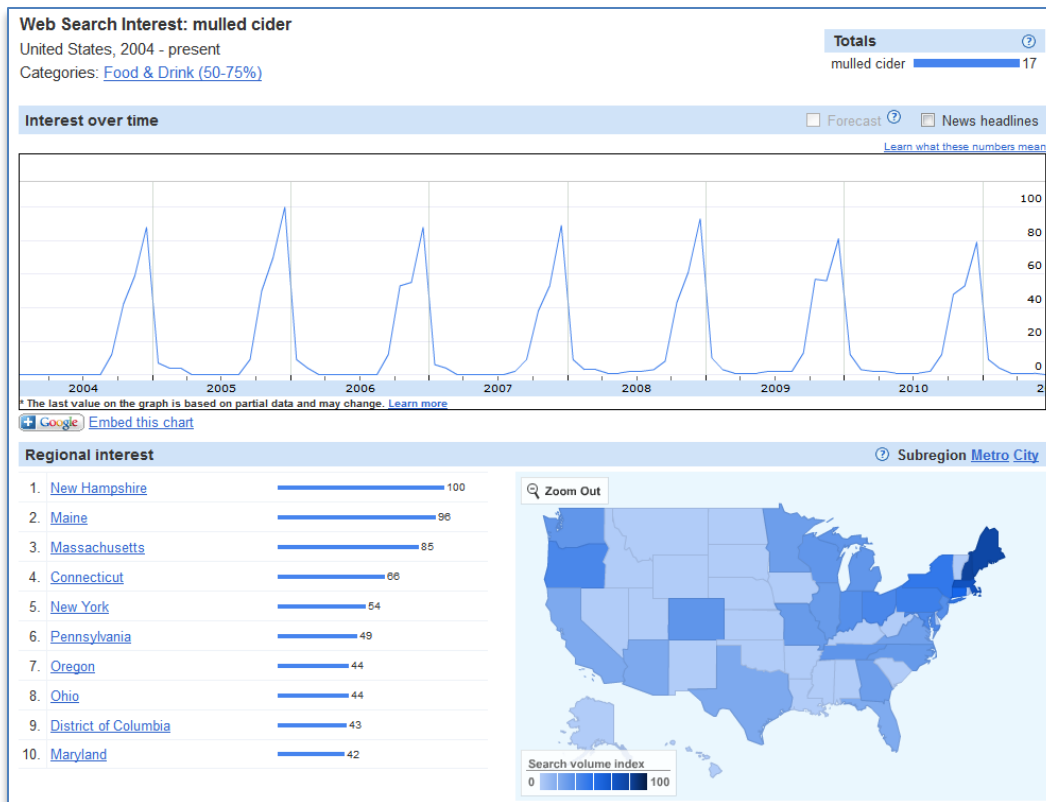 Web Search Interest: mulled cider
United States, 2004 - present
Categories: Food & Drink (50-75%)
Totals
mulled cider 17
Interest over time
Forecast News headlines
Learn what these numbers mean
100
80
60
40
20
0
2004 2005 2006 2007 2008 2009 2010 2
* The last value on the graph is based on partial data and may change. Learn more
Google Embed this chart
Regional interest
Subregion Metro City
1. New Hampshire 100
2. Maine 96
3. Massachusetts 85
4. Connecticut 66
5. New York 54
6. Pennsylvania 49
7. Oregon 44
8. Ohio 44
9. District of Columbia 43
10. Maryland 42
Zoom Out
Search volume index
0 100